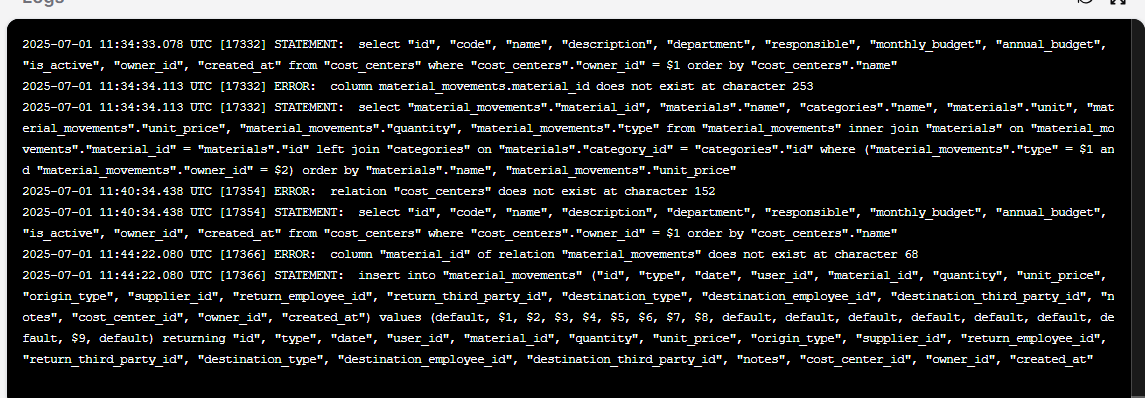 Logs
2025-07-01 11:34:33.078 UTC [17332] STATEMENT:  select "id", "code", "name", "description", "department", "responsible", "monthly_budget", "annual_budget",
"is_active", "owner_id", "created_at" from "cost_centers" where "cost_centers"."owner_id" = $1 order by "cost_centers"."name"
2025-07-01 11:34:34.113 UTC [17332] ERROR:  column material_movements.material_id does not exist at character 253
2025-07-01 11:34:34.113 UTC [17332] STATEMENT:  select "material_movements"."material_id", "materials"."name", "categories"."name", "materials"."unit", "mat
erial_movements"."unit_price", "material_movements"."quantity", "material_movements"."type" from "material_movements" inner join "materials" on "material_mo
vements"."material_id" = "materials"."id" left join "categories" on "materials"."category_id" = "categories"."id" where ("material_movements"."type" = $1 an
d "material_movements"."owner_id" = $2) order by "materials"."name", "material_movements"."unit_price"
2025-07-01 11:40:34.438 UTC [17354] ERROR:  relation "cost_centers" does not exist at character 152
2025-07-01 11:40:34.438 UTC [17354] STATEMENT:  select "id", "code", "name", "description", "department", "responsible", "monthly_budget", "annual_budget",
"is_active", "owner_id", "created_at" from "cost_centers" where "cost_centers"."owner_id" = $1 order by "cost_centers"."name"
2025-07-01 11:44:22.080 UTC [17366] ERROR:  column "material_id" of relation "material_movements" does not exist at character 68
2025-07-01 11:44:22.080 UTC [17366] STATEMENT:  insert into "material_movements" ("id", "type", "date", "user_id", "material_id", "quantity", "unit_price",
"origin_type", "supplier_id", "return_employee_id", "return_third_party_id", "destination_type", "destination_employee_id", "destination_third_party_id", "n
otes", "cost_center_id", "owner_id", "created_at") values (default, $1, $2, $3, $4, $5, $6, $7, $8, default, default, default, default, default, default, de
fault, $9, default) returning "id", "type", "date", "user_id", "material_id", "quantity", "unit_price", "origin_type", "supplier_id", "return_employee_id",
"return_third_party_id", "destination_type", "destination_employee_id", "destination_third_party_id", "notes", "cost_center_id", "owner_id", "created_at"